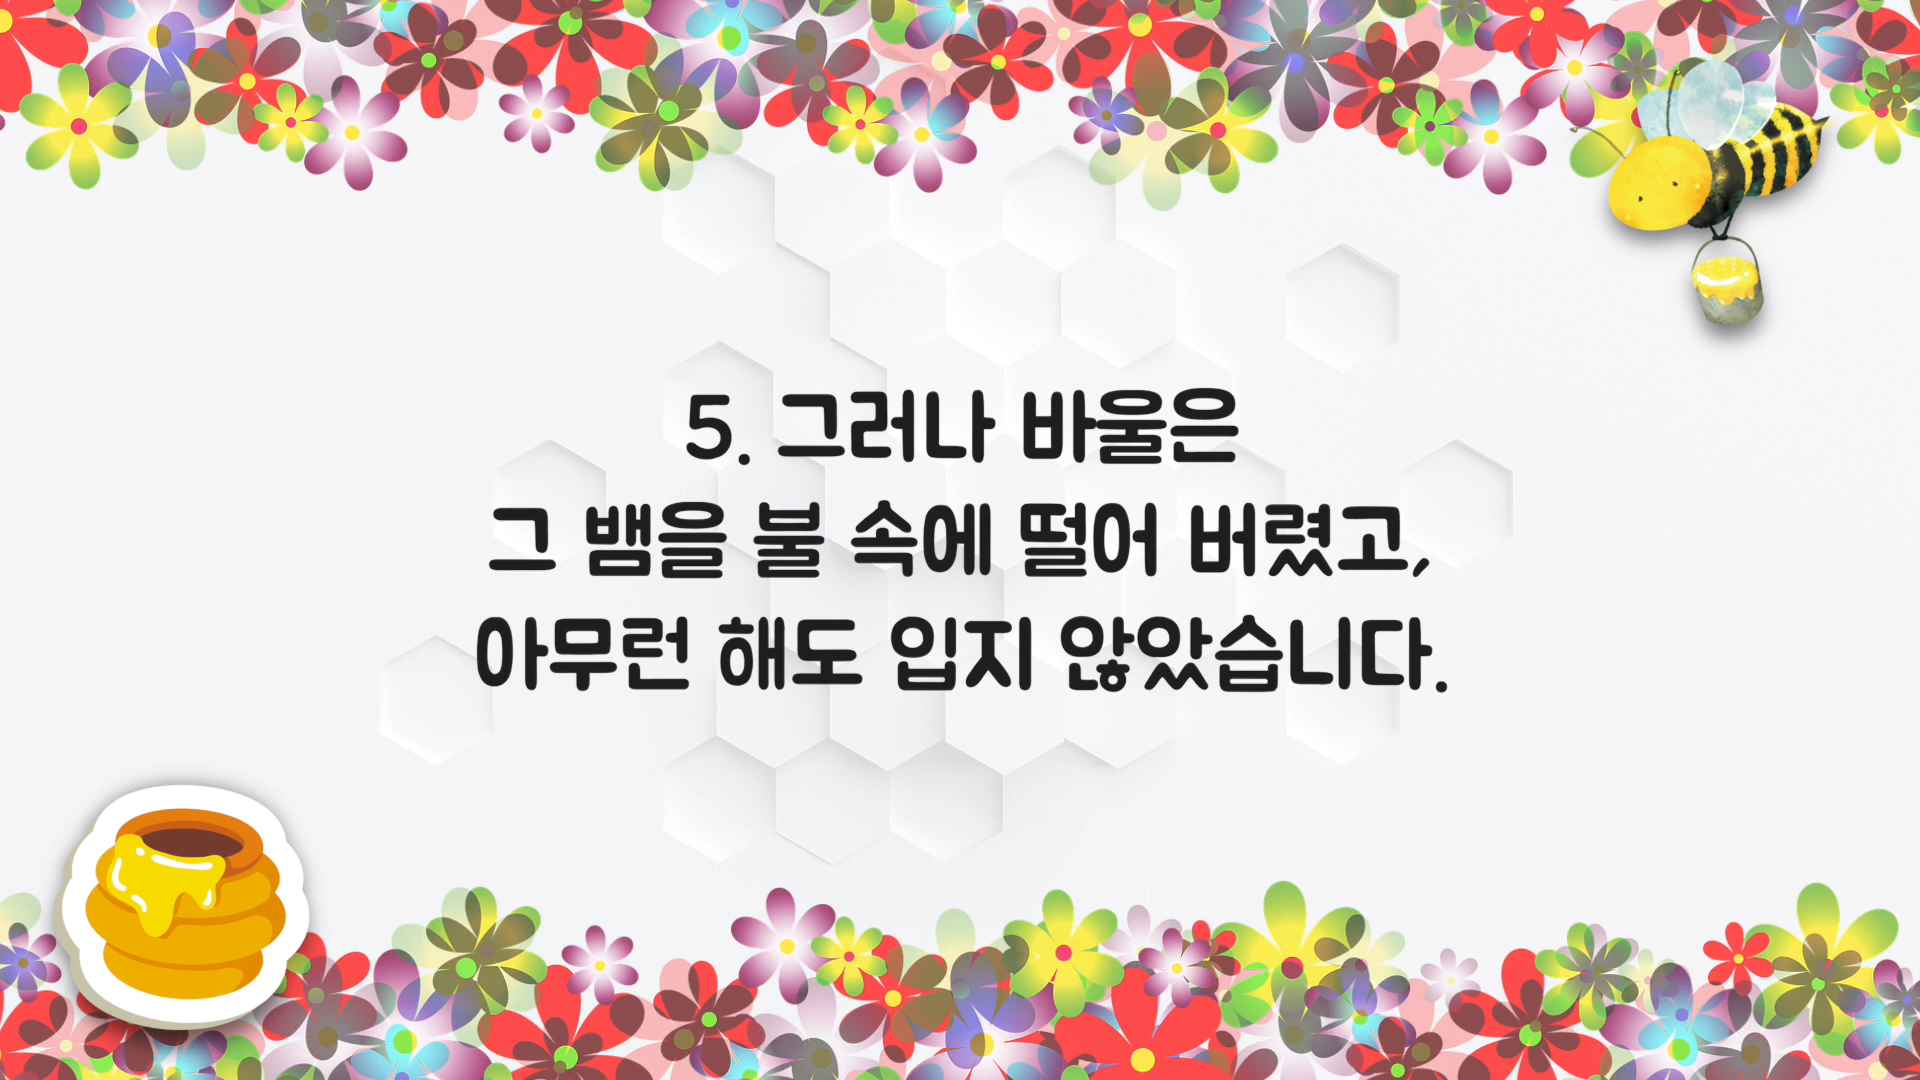 5. 그러나 바울은
그 뱀을 불 속에 떨어 버렸고,
아무런 해도 입지 않았습니다.